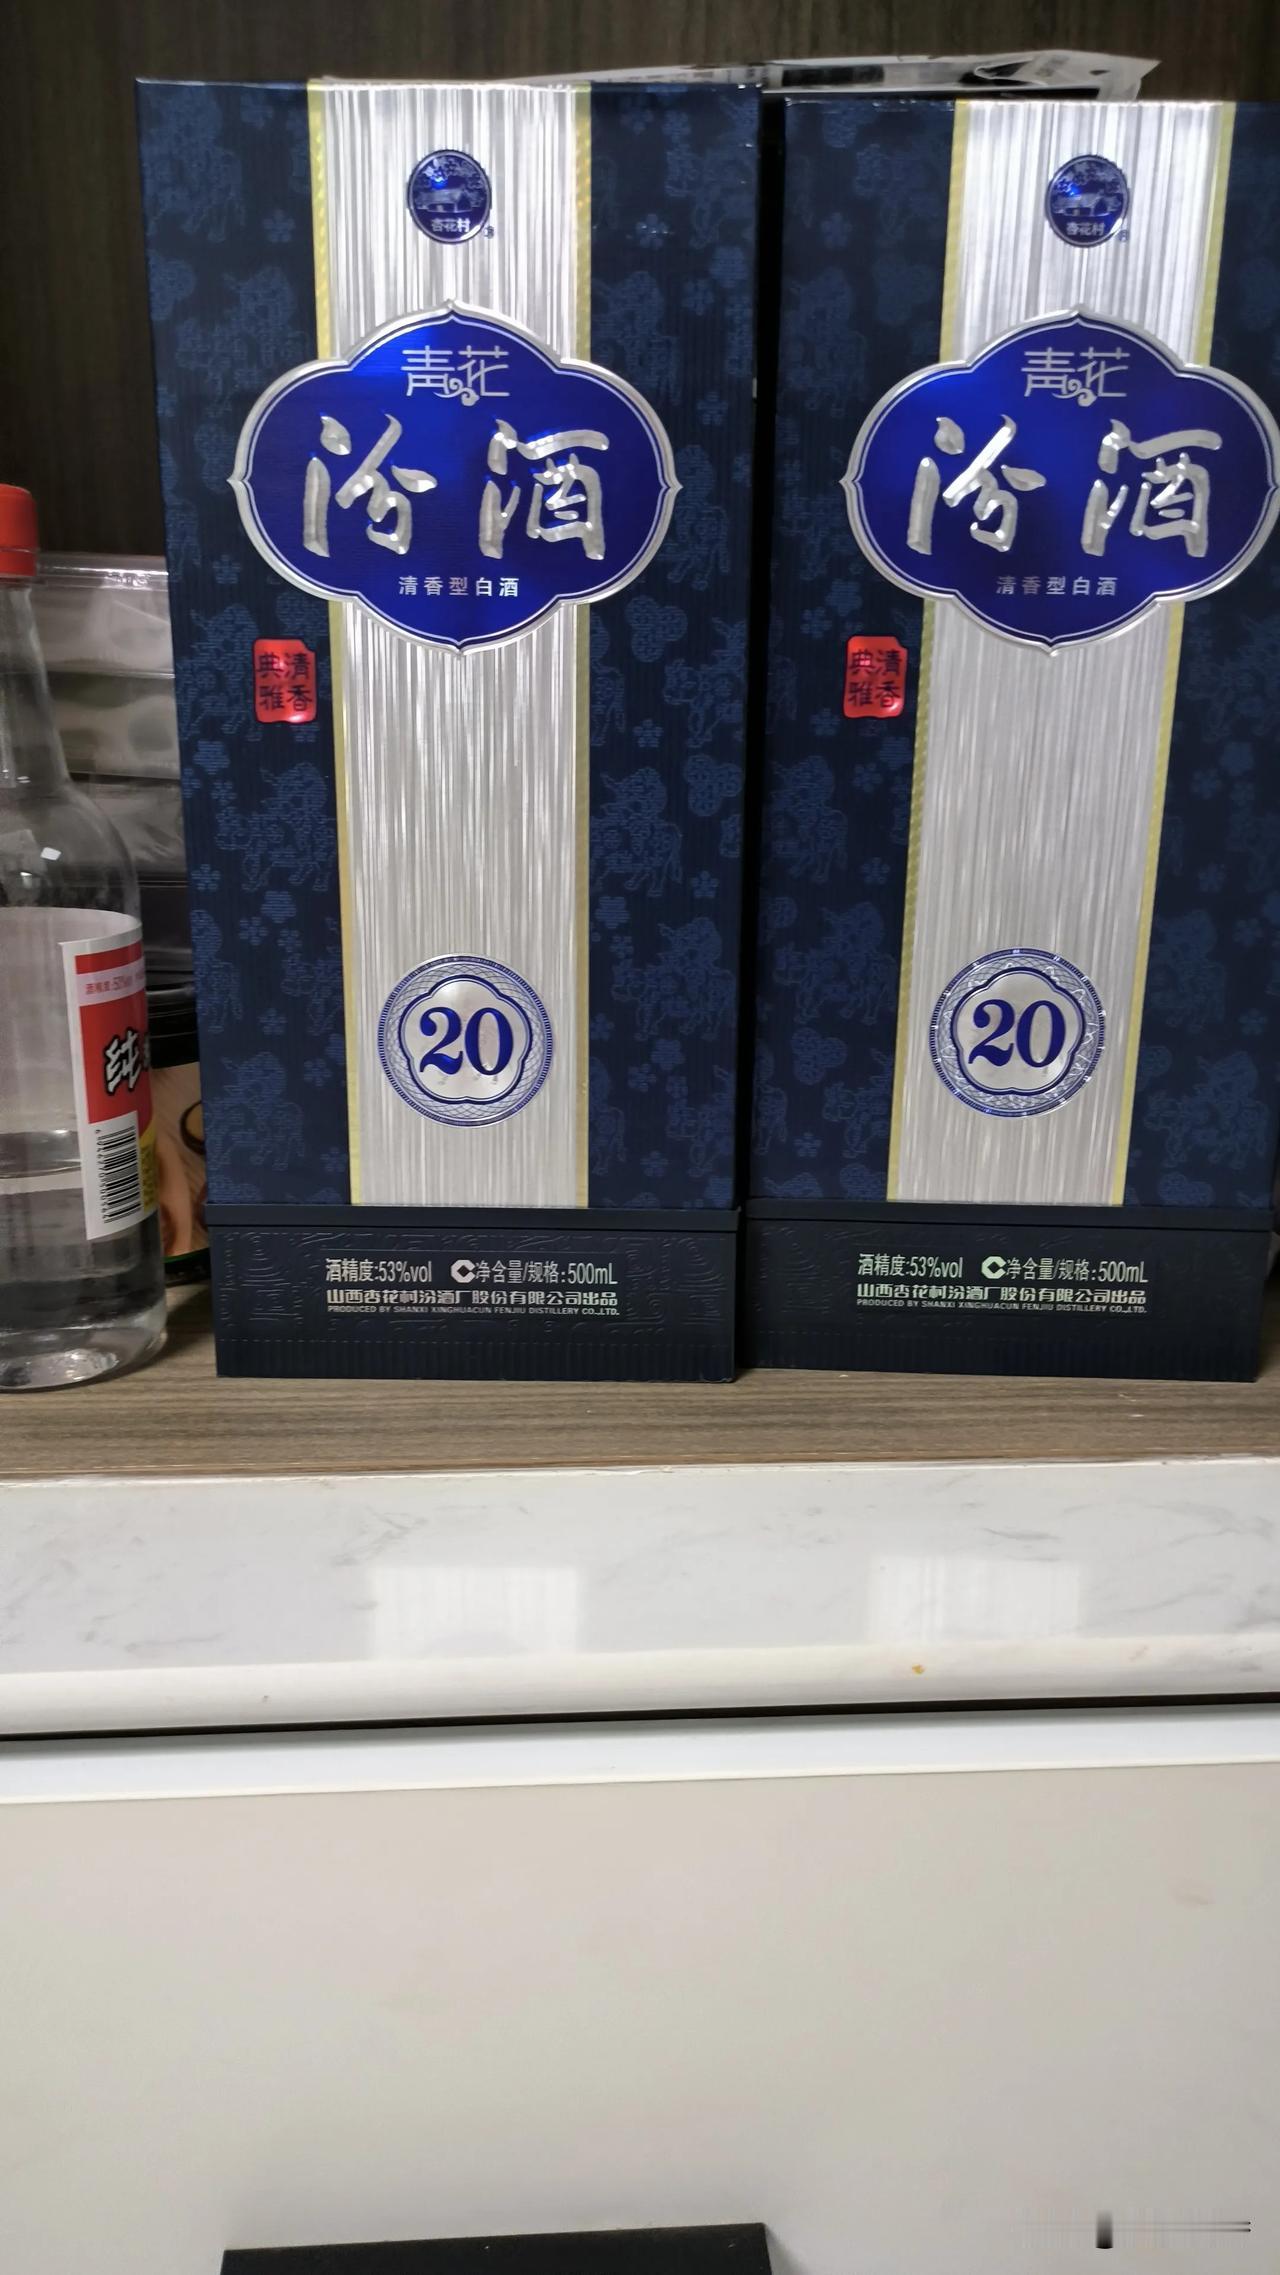 杏花村
青花
汾酒
清香型白酒
清香
典雅
20
酒精度:53%vol 净含量/规格:500mL
山西杏花村汾酒厂股份有限公司出品
PRODUCED BY SHANXI XINGHUACUN FENJIU DISTILLERY CO.,LTD.
杏花村
青花
汾酒
清香型白酒
清香
典雅
20
酒精度:53%vol 净含量/规格:500mL
山西杏花村汾酒厂股份有限公司出品
PRODUCED BY SHANXI XINGHUACUN FENJIU DISTILLERY CO.,LTD.
酒精度:50%vol
纯